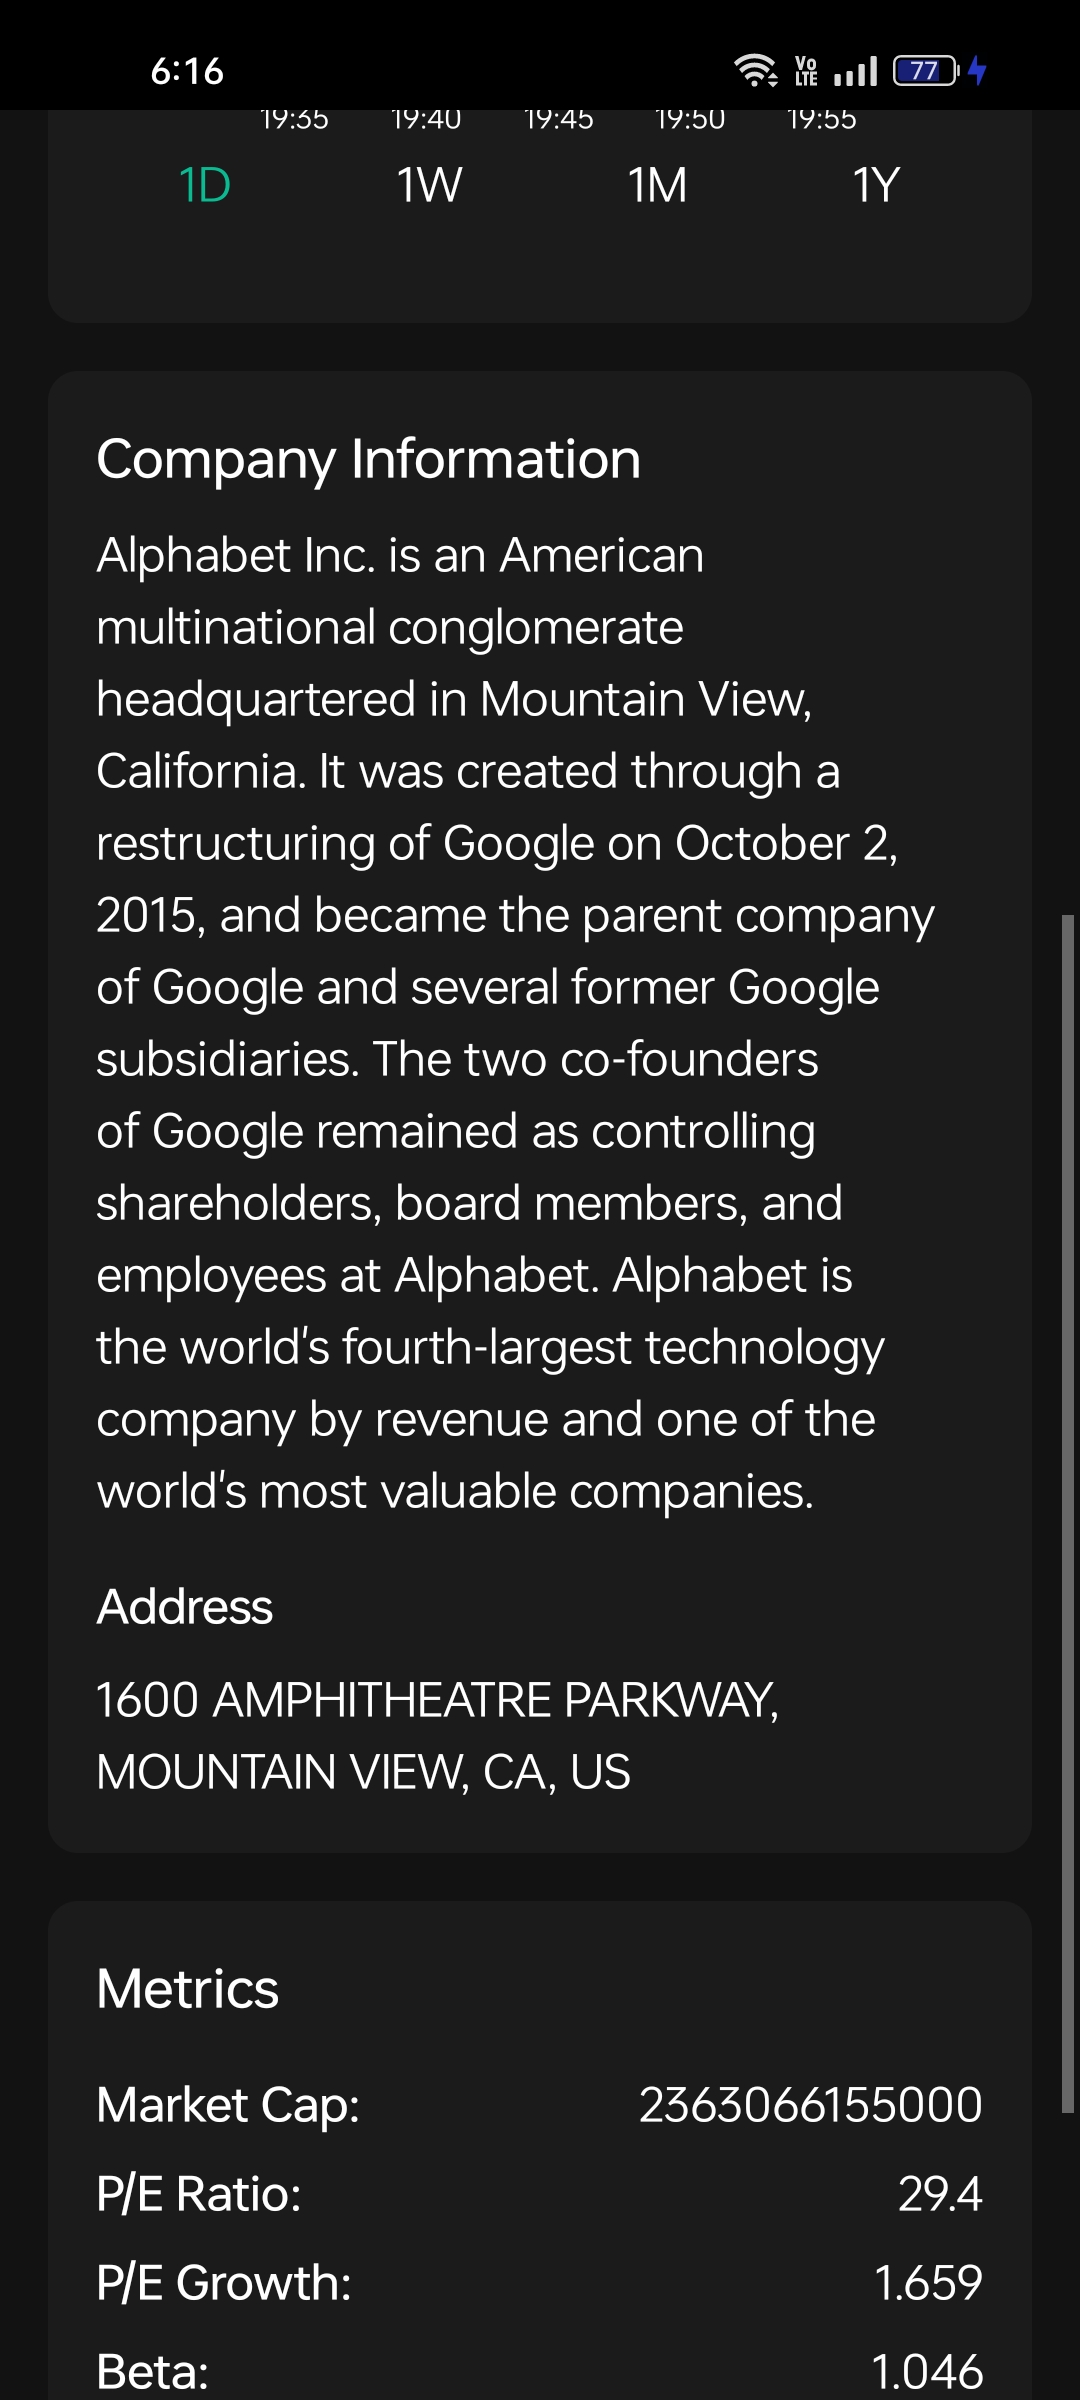 6:16
Vo LTE
77
19:35 19:40 19:45 19:50 19:55
1D 1W 1M 1Y
Company Information
Alphabet Inc. is an American
multinational conglomerate
headquartered in Mountain View,
California. It was created through a
restructuring of Google on October 2,
2015, and became the parent company
of Google and several former Google
subsidiaries. The two co-founders
of Google remained as controlling
shareholders, board members, and
employees at Alphabet. Alphabet is
the world's fourth-largest technology
company by revenue and one of the
world's most valuable companies.
Address
1600 AMPHITHEATRE PARKWAY,
MOUNTAIN VIEW, CA, US
Metrics
Market Cap: 2363066155000
P/E Ratio: 29.4
P/E Growth: 1.659
Beta: 1.046